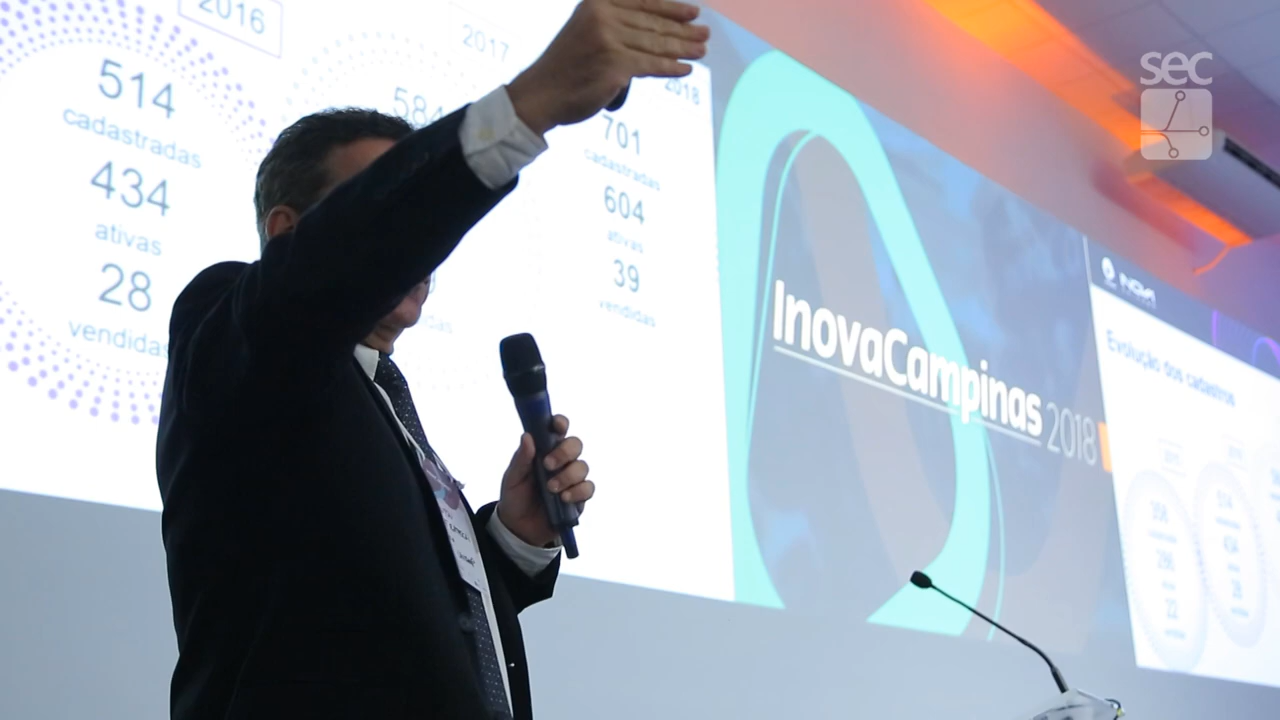 2016
514
cadastradas
434
ativas
28
vendidas
2017
584
2018
701
cadastradas
604
ativas
39
vendidas
InovaCampinas 2018
INOVA
Evolução dos cadastros
sec